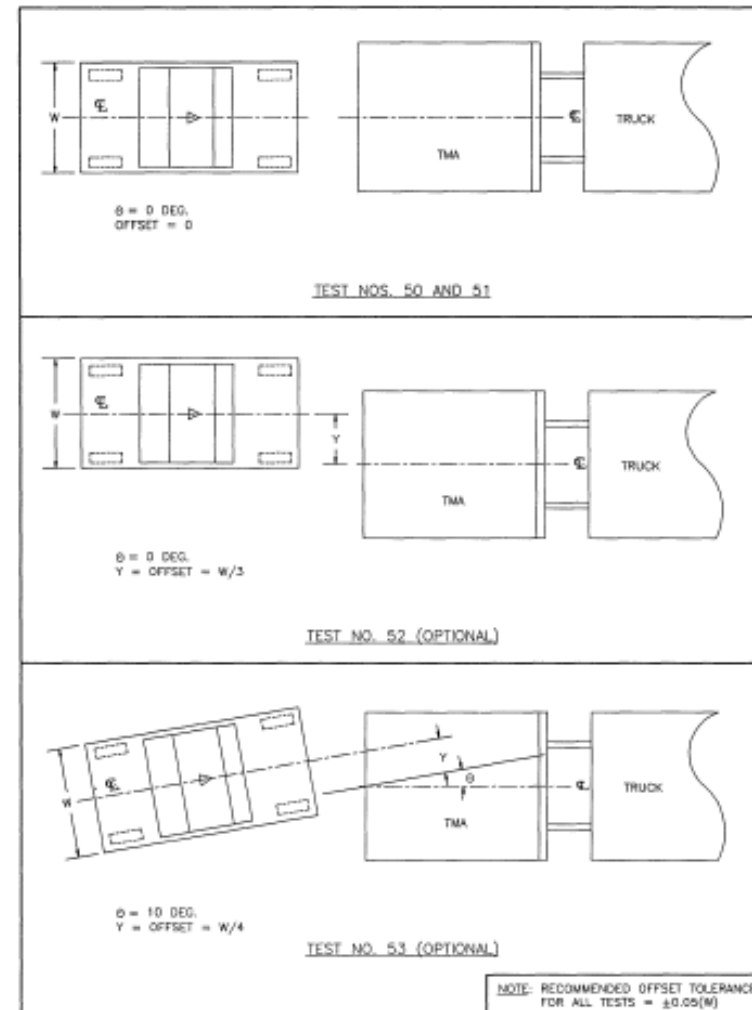 W
℄
TMA
℄
TRUCK
θ = 0 DEG.
OFFSET = 0
TEST NOS. 50 AND 51
W
℄
Y
TMA
℄
TRUCK
θ = 0 DEG.
Y = OFFSET = W/3
TEST NO. 52 (OPTIONAL)
W
℄
Y
θ
TMA
℄
TRUCK
θ = 10 DEG.
Y = OFFSET = W/4
TEST NO. 53 (OPTIONAL)
NOTE: RECOMMENDED OFFSET TOLERANCE
FOR ALL TESTS = ±0.05(W)